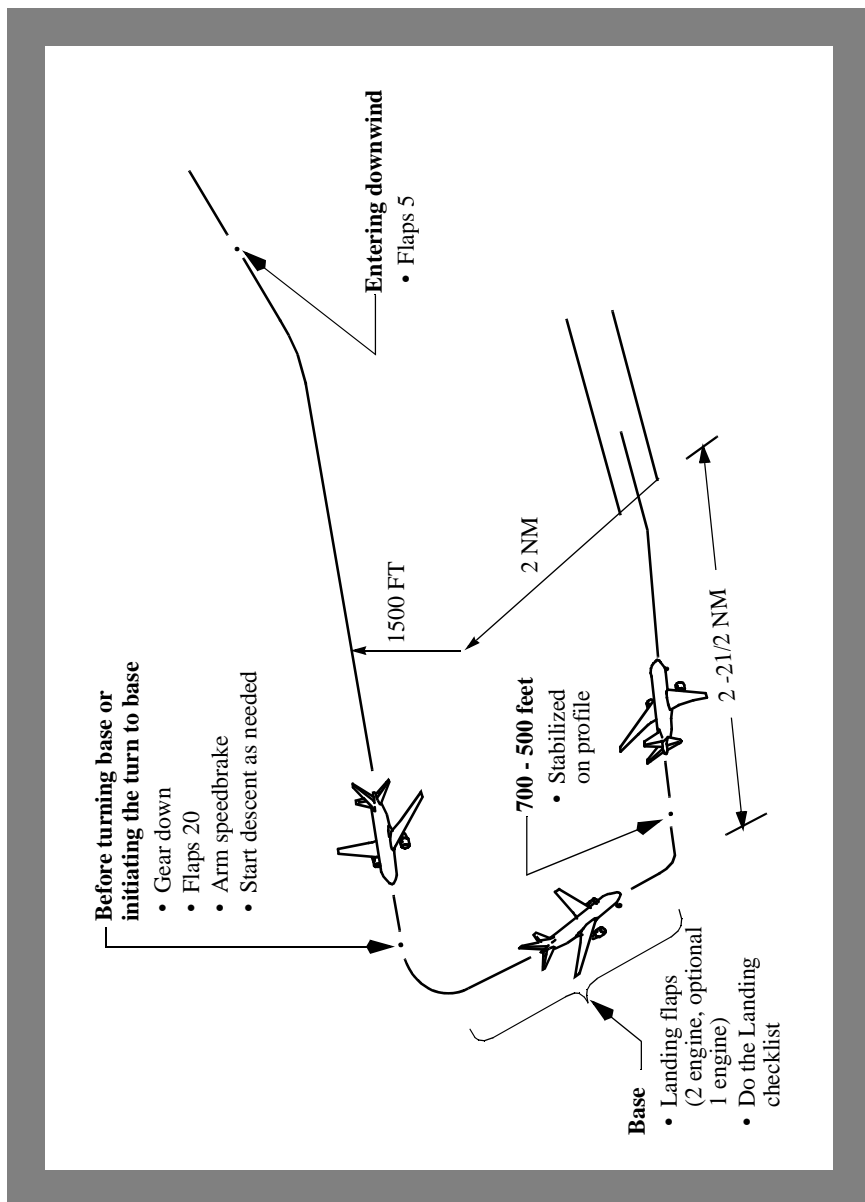 Before turning base or
initiating the turn to base
• Gear down
• Flaps 20
• Arm speedbrake
• Start descent as needed
1500 FT
Entering downwind
• Flaps 5
2 NM
700 - 500 feet
• Stabilized
on profile
2 -21/2 NM
Base
• Landing flaps
(2 engine, optional
1 engine)
• Do the Landing
checklist